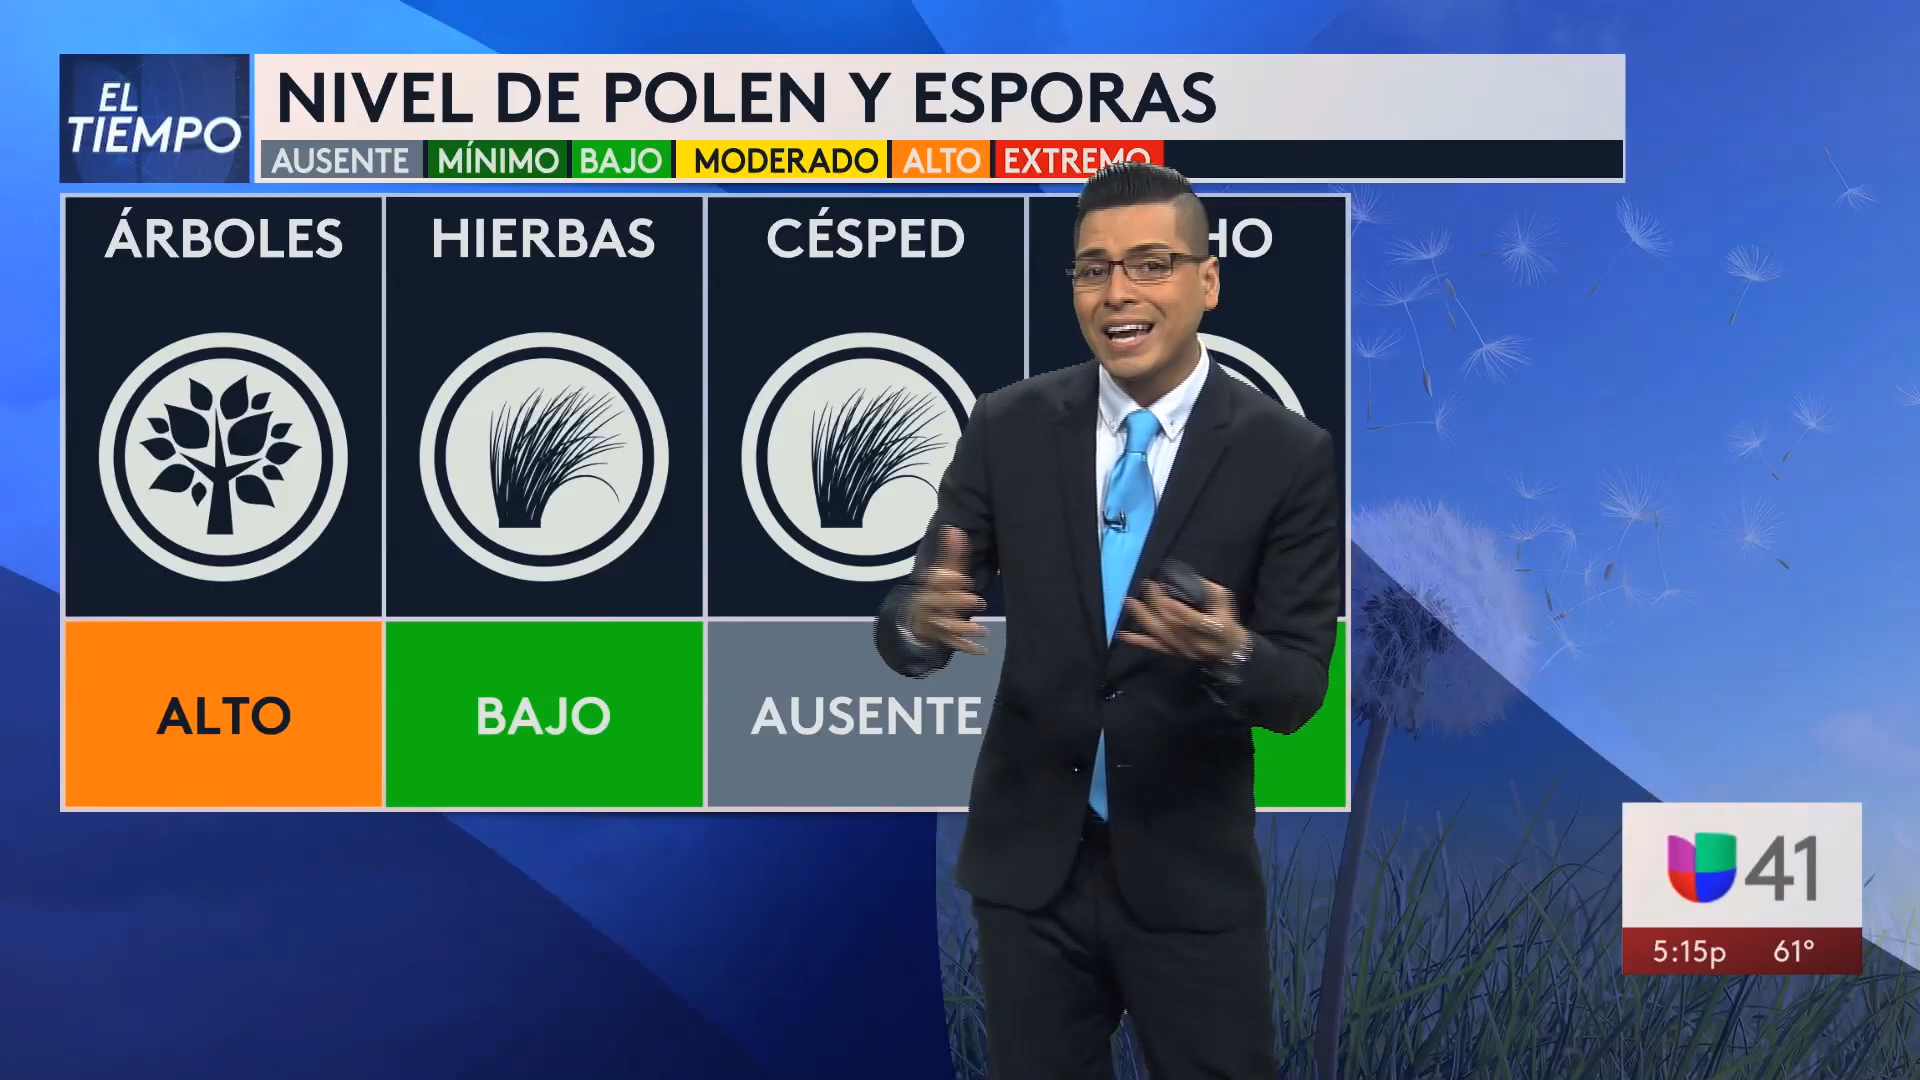 EL
TIEMPO
NIVEL DE POLEN Y ESPORAS
AUSENTE MÍNIMO BAJO MODERADO ALTO EXTREMO
ÁRBOLES HIERBAS CÉSPED
ALTO BAJO AUSENTE
41
5:15p 61°